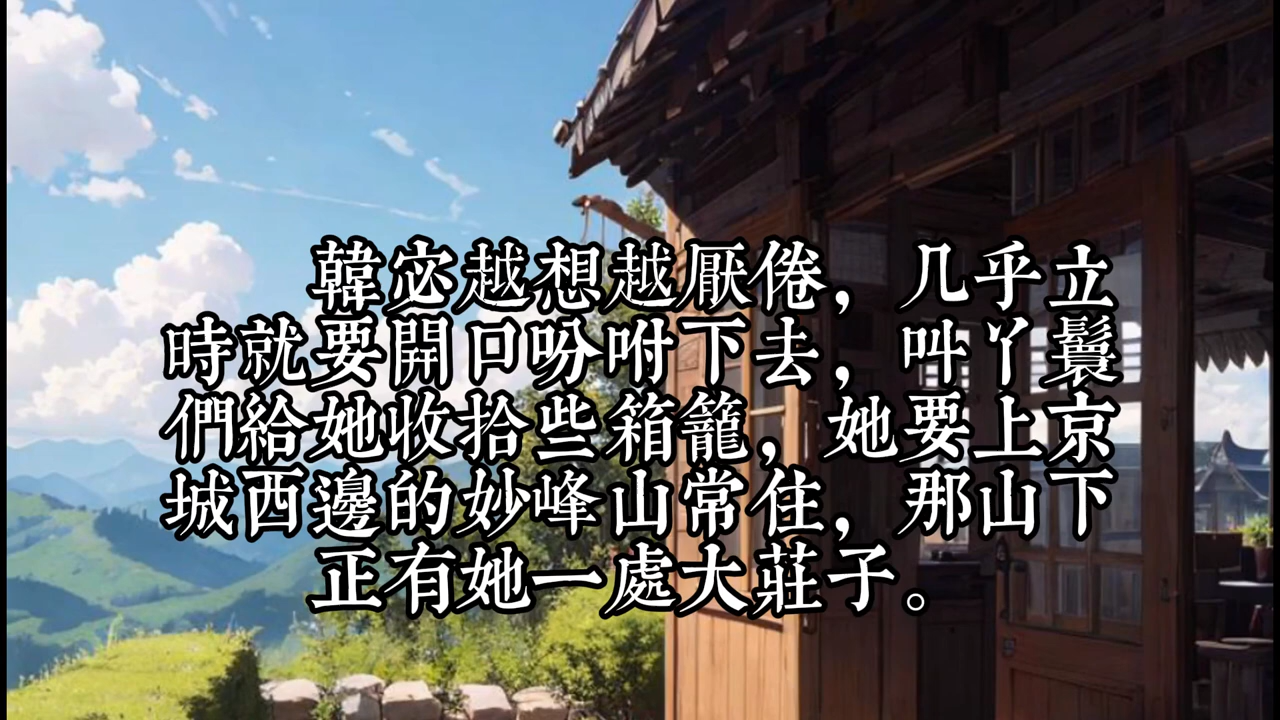 韓宓越想越厭倦，几乎立
時就要開口吩咐下去，叫丫鬟
們給她收拾些箱籠，她要上京
城西邊的妙峰山常住，那山下
正有她一處大莊子。